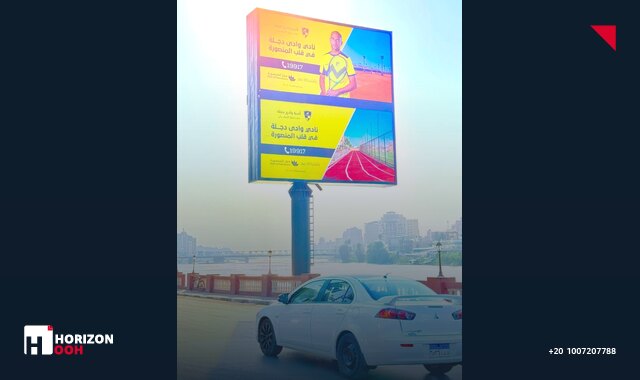 نادي وادي دجلة
في قلب المنصورة
19917
نادي وادي دجلة
في قلب المنصورة
19917
HORIZON
OOH
+20 1007207788